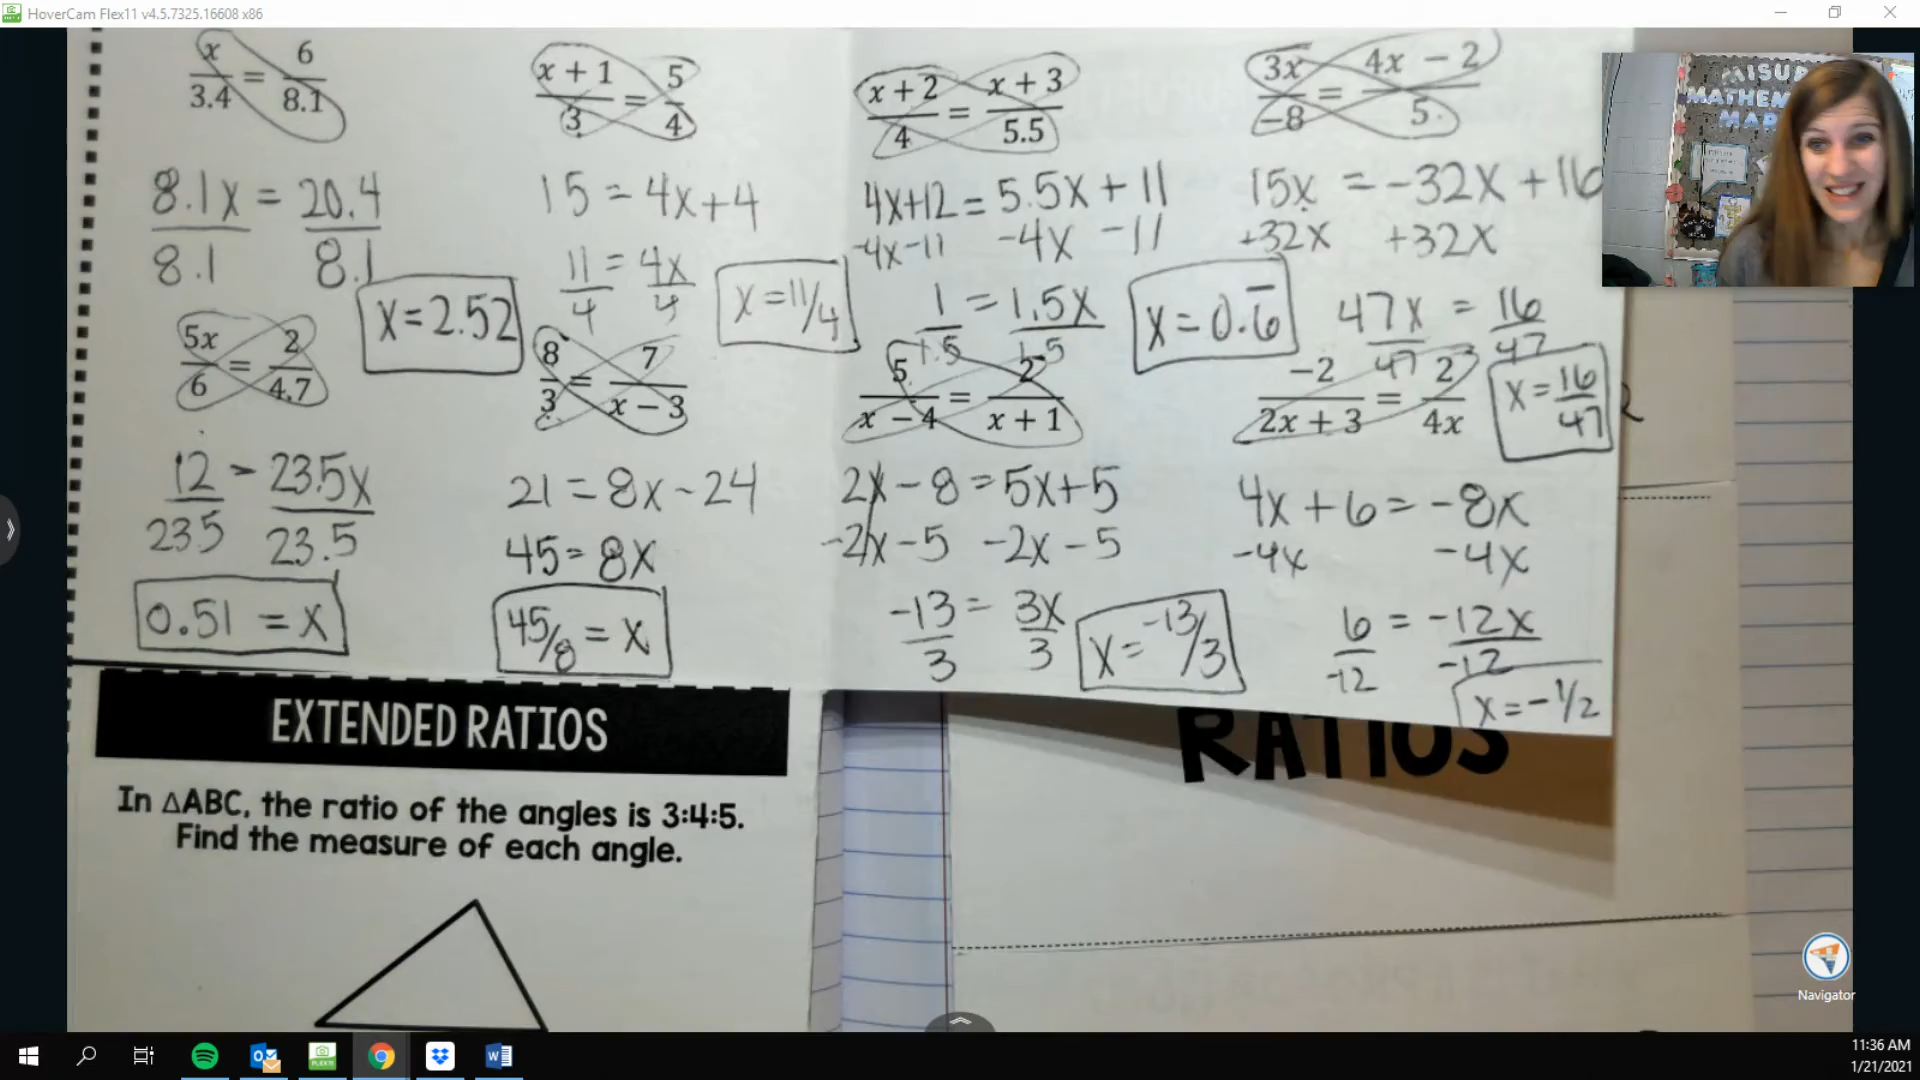 HoverCam Flex11 v4.5.7325.16608 x86
x/3.4 = 6/8.1
8.1x = 20.4
8.1 8.1
x = 2.52
x + 1/3 = 5/4
15 = 4x + 4
11/4 = 4x/4
x = 11/4
x + 2/4 = x + 3/5.5
4x+12 = 5.5x + 11
-4x -11 -4x -11
1/1.5 = 1.5x/1.5
x = 0.6̅
3x/-8 = 4x - 2/5
15x = -32x + 16
+32x +32x
47x/47 = 16/47
x = 16/47
5x/6 = 2/4.7
12/23.5 = 23.5x/23.5
0.51 = x
8/3 = 7/x - 3
21 = 8x - 24
45 = 8x
45/8 = x
5/x - 4 = 2/x + 1
2x - 8 = 5x + 5
-2x - 5 -2x - 5
-13/3 = 3x/3
x = -13/3
-2/2x + 3 = 2/4x
4x + 6 = -8x
-4x -4x
6/-12 = -12x/-12
x = -1/2
MATHEM
MAR
EXTENDED RATIOS
In △ABC, the ratio of the angles is 3:4:5.
Find the measure of each angle.
RATIOS
Navigator
11:36 AM
1/21/2021